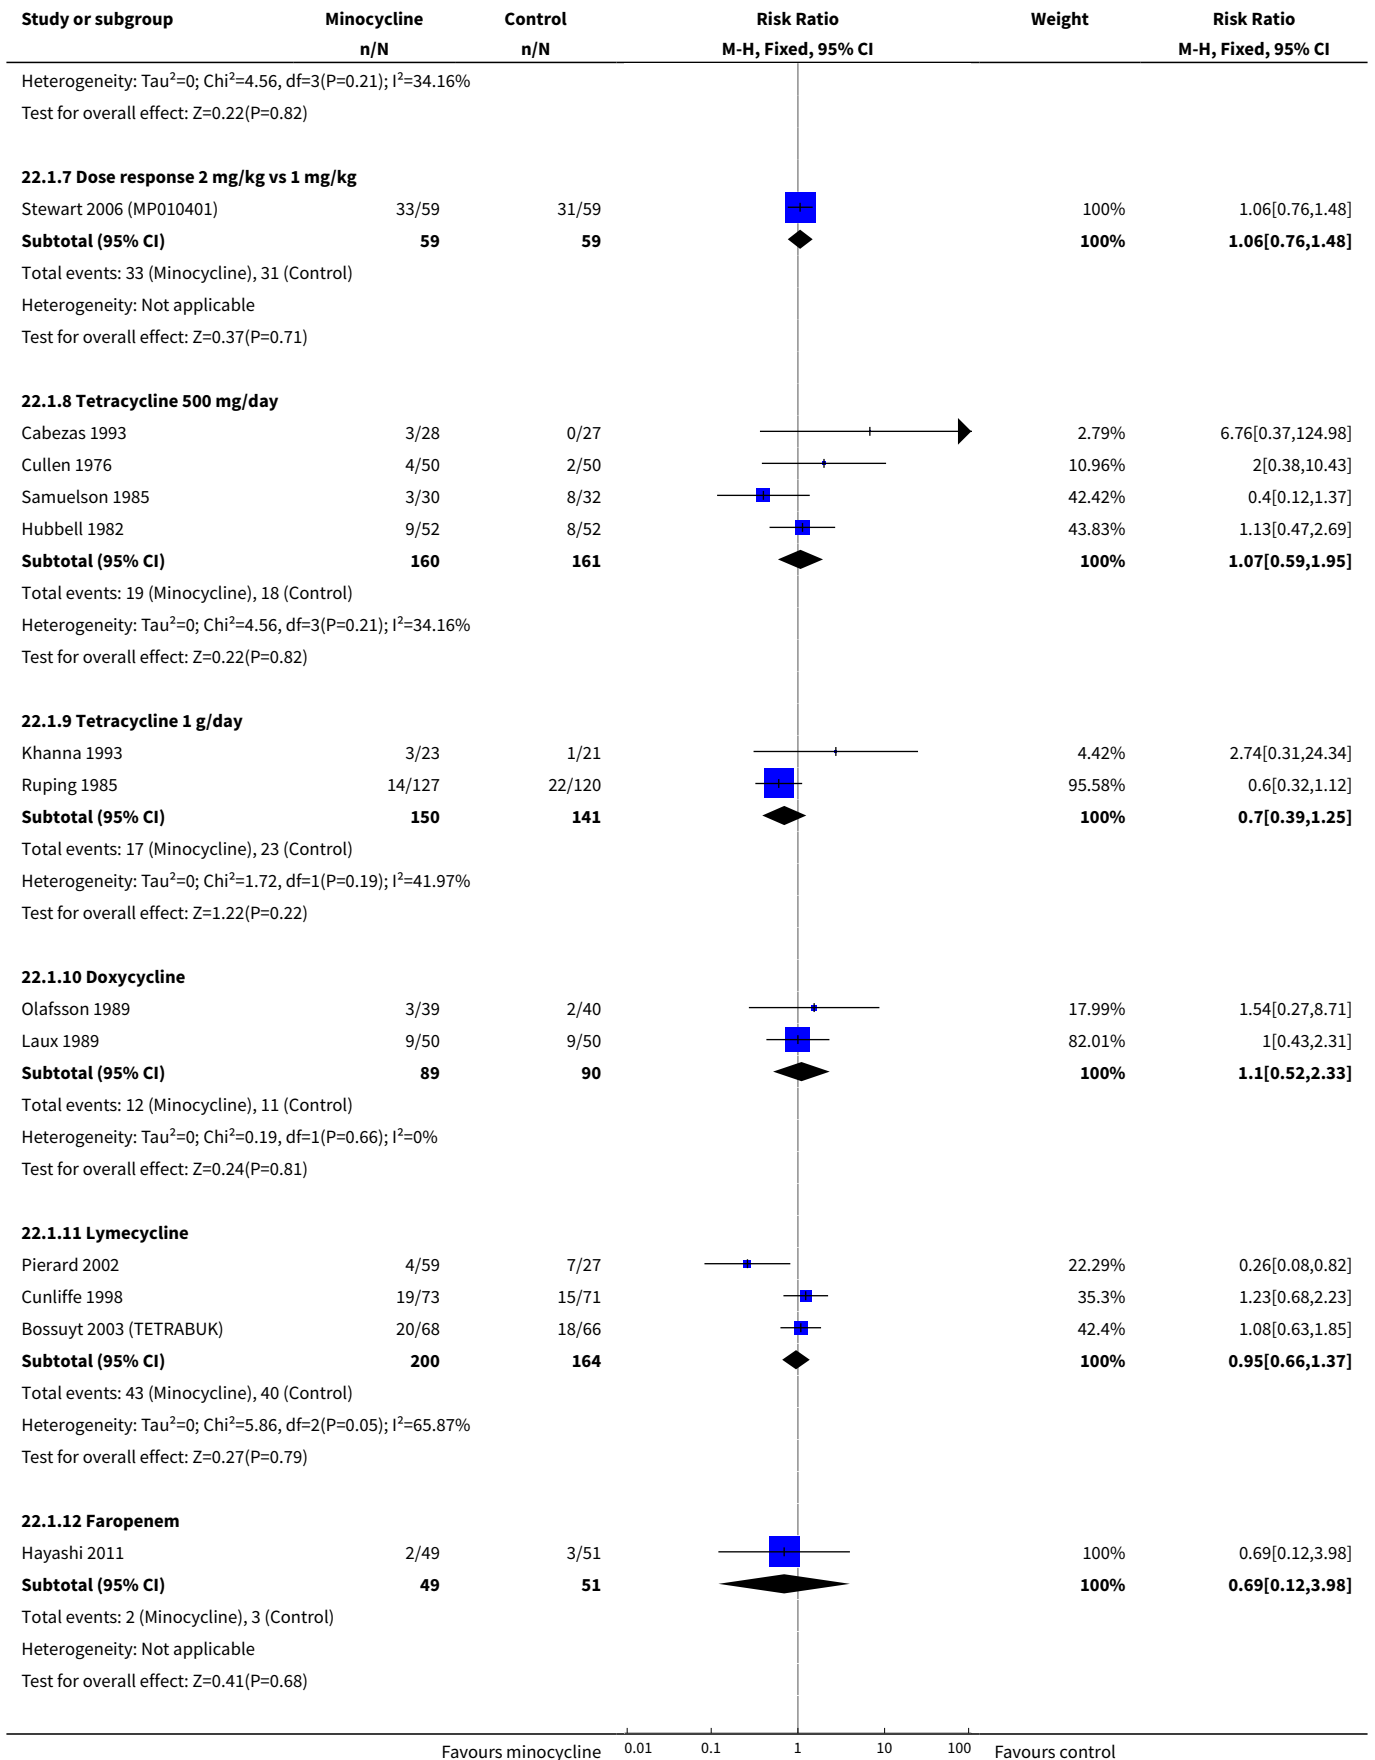 Study or subgroup Minocycline Control Risk Ratio Weight Risk Ratio
n/N n/N M-H, Fixed, 95% CI M-H, Fixed, 95% CI
Heterogeneity: Tau²=0; Chi²=4.56, df=3(P=0.21); I²=34.16%
Test for overall effect: Z=0.22(P=0.82)
22.1.7 Dose response 2 mg/kg vs 1 mg/kg
Stewart 2006 (MP010401) 33/59 31/59 100% 1.06[0.76,1.48]
Subtotal (95% CI) 59 59 100% 1.06[0.76,1.48]
Total events: 33 (Minocycline), 31 (Control)
Heterogeneity: Not applicable
Test for overall effect: Z=0.37(P=0.71)
22.1.8 Tetracycline 500 mg/day
Cabezas 1993 3/28 0/27 2.79% 6.76[0.37,124.98]
Cullen 1976 4/50 2/50 10.96% 2[0.38,10.43]
Samuelson 1985 3/30 8/32 42.42% 0.4[0.12,1.37]
Hubbell 1982 9/52 8/52 43.83% 1.13[0.47,2.69]
Subtotal (95% CI) 160 161 100% 1.07[0.59,1.95]
Total events: 19 (Minocycline), 18 (Control)
Heterogeneity: Tau²=0; Chi²=4.56, df=3(P=0.21); I²=34.16%
Test for overall effect: Z=0.22(P=0.82)
22.1.9 Tetracycline 1 g/day
Khanna 1993 3/23 1/21 4.42% 2.74[0.31,24.34]
Ruping 1985 14/127 22/120 95.58% 0.6[0.32,1.12]
Subtotal (95% CI) 150 141 100% 0.7[0.39,1.25]
Total events: 17 (Minocycline), 23 (Control)
Heterogeneity: Tau²=0; Chi²=1.72, df=1(P=0.19); I²=41.97%
Test for overall effect: Z=1.22(P=0.22)
22.1.10 Doxycycline
Olafsson 1989 3/39 2/40 17.99% 1.54[0.27,8.71]
Laux 1989 9/50 9/50 82.01% 1[0.43,2.31]
Subtotal (95% CI) 89 90 100% 1.1[0.52,2.33]
Total events: 12 (Minocycline), 11 (Control)
Heterogeneity: Tau²=0; Chi²=0.19, df=1(P=0.66); I²=0%
Test for overall effect: Z=0.24(P=0.81)
22.1.11 Lymecycline
Pierard 2002 4/59 7/27 22.29% 0.26[0.08,0.82]
Cunliffe 1998 19/73 15/71 35.3% 1.23[0.68,2.23]
Bossuyt 2003 (TETRABUK) 20/68 18/66 42.4% 1.08[0.63,1.85]
Subtotal (95% CI) 200 164 100% 0.95[0.66,1.37]
Total events: 43 (Minocycline), 40 (Control)
Heterogeneity: Tau²=0; Chi²=5.86, df=2(P=0.05); I²=65.87%
Test for overall effect: Z=0.27(P=0.79)
22.1.12 Faropenem
Hayashi 2011 2/49 3/51 100% 0.69[0.12,3.98]
Subtotal (95% CI) 49 51 100% 0.69[0.12,3.98]
Total events: 2 (Minocycline), 3 (Control)
Heterogeneity: Not applicable
Test for overall effect: Z=0.41(P=0.68)
Favours minocycline 0.01 0.1 1 10 100 Favours control